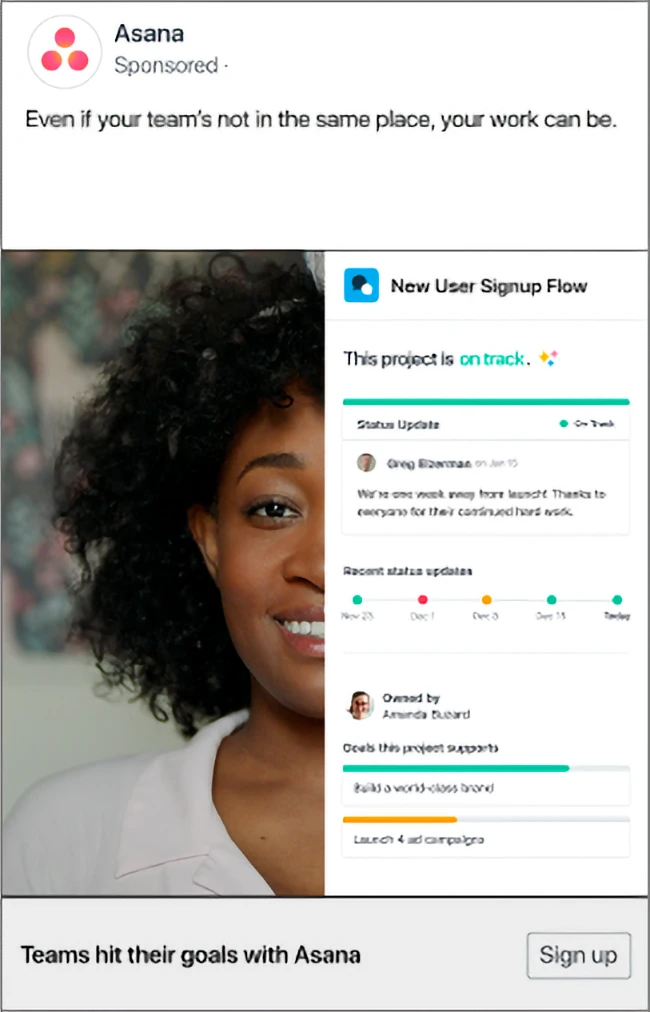 Asana
Sponsored ·
Even if your team's not in the same place, your work can be.
New User Signup Flow
This project is on track.
Status Update
On Track
Greg Bizerman on Jan 15
We're one week away from launch! Thanks to
everyone for their continued hard work.
Recent status updates
Nov 23 Dec 1 Dec 8 Dec 15 Today
Owned by
Amanda Buzard
Goals this project supports
Build a world-class brand
Launch 4 ad campaigns
Teams hit their goals with Asana
Sign up